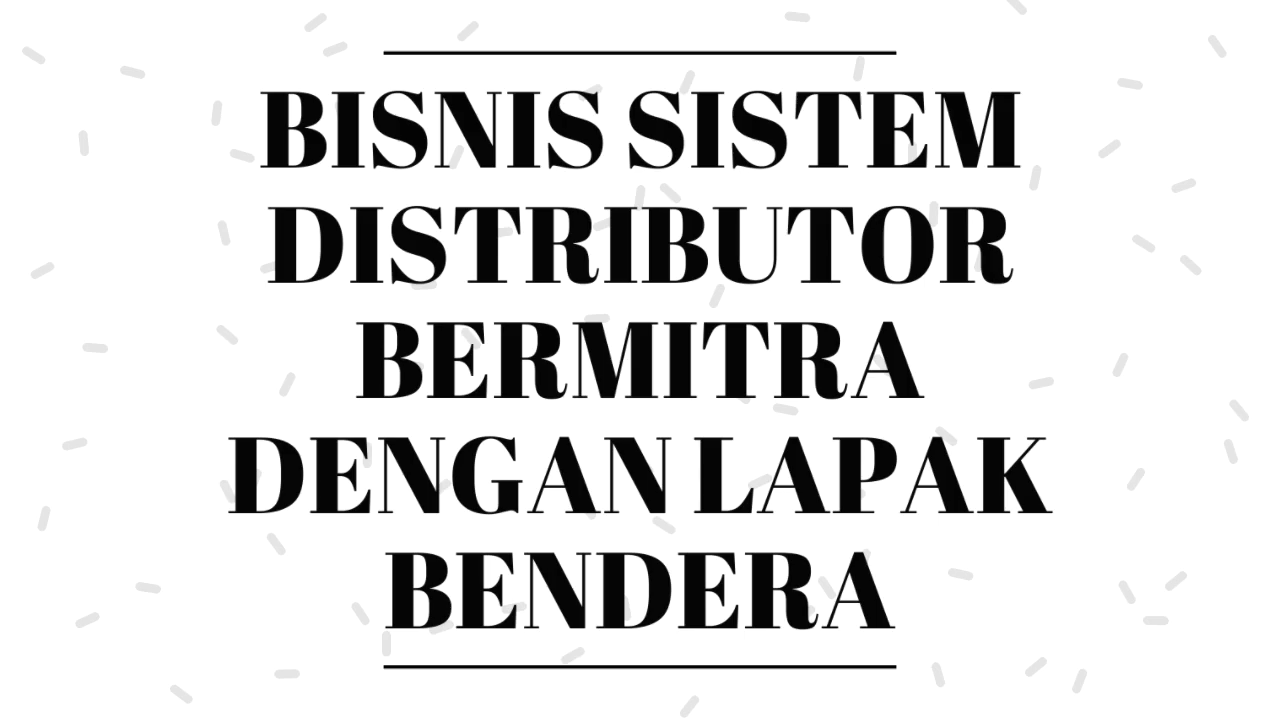 BISNIS SISTEM
DISTRIBUTOR
BERMITRA
DENGAN LAPAK
BENDERA